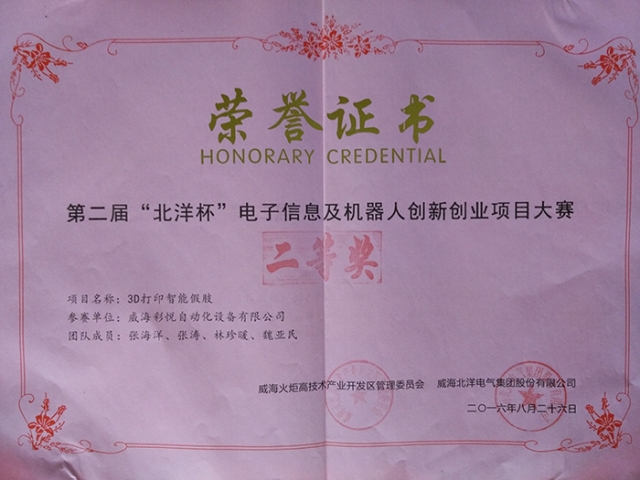 荣誉证书
HONORARY CREDENTIAL
第二届“北洋杯”电子信息及机器人创新创业项目大赛
二等奖
项目名称：3D打印智能假肢
参赛单位：威海彩悦自动化设备有限公司
团队成员：张海洋、张涛、林珍暖、魏亚民
威海火炬高技术产业开发区管理委员会 威海北洋电气集团股份有限公司
二〇一六年八月二十六日